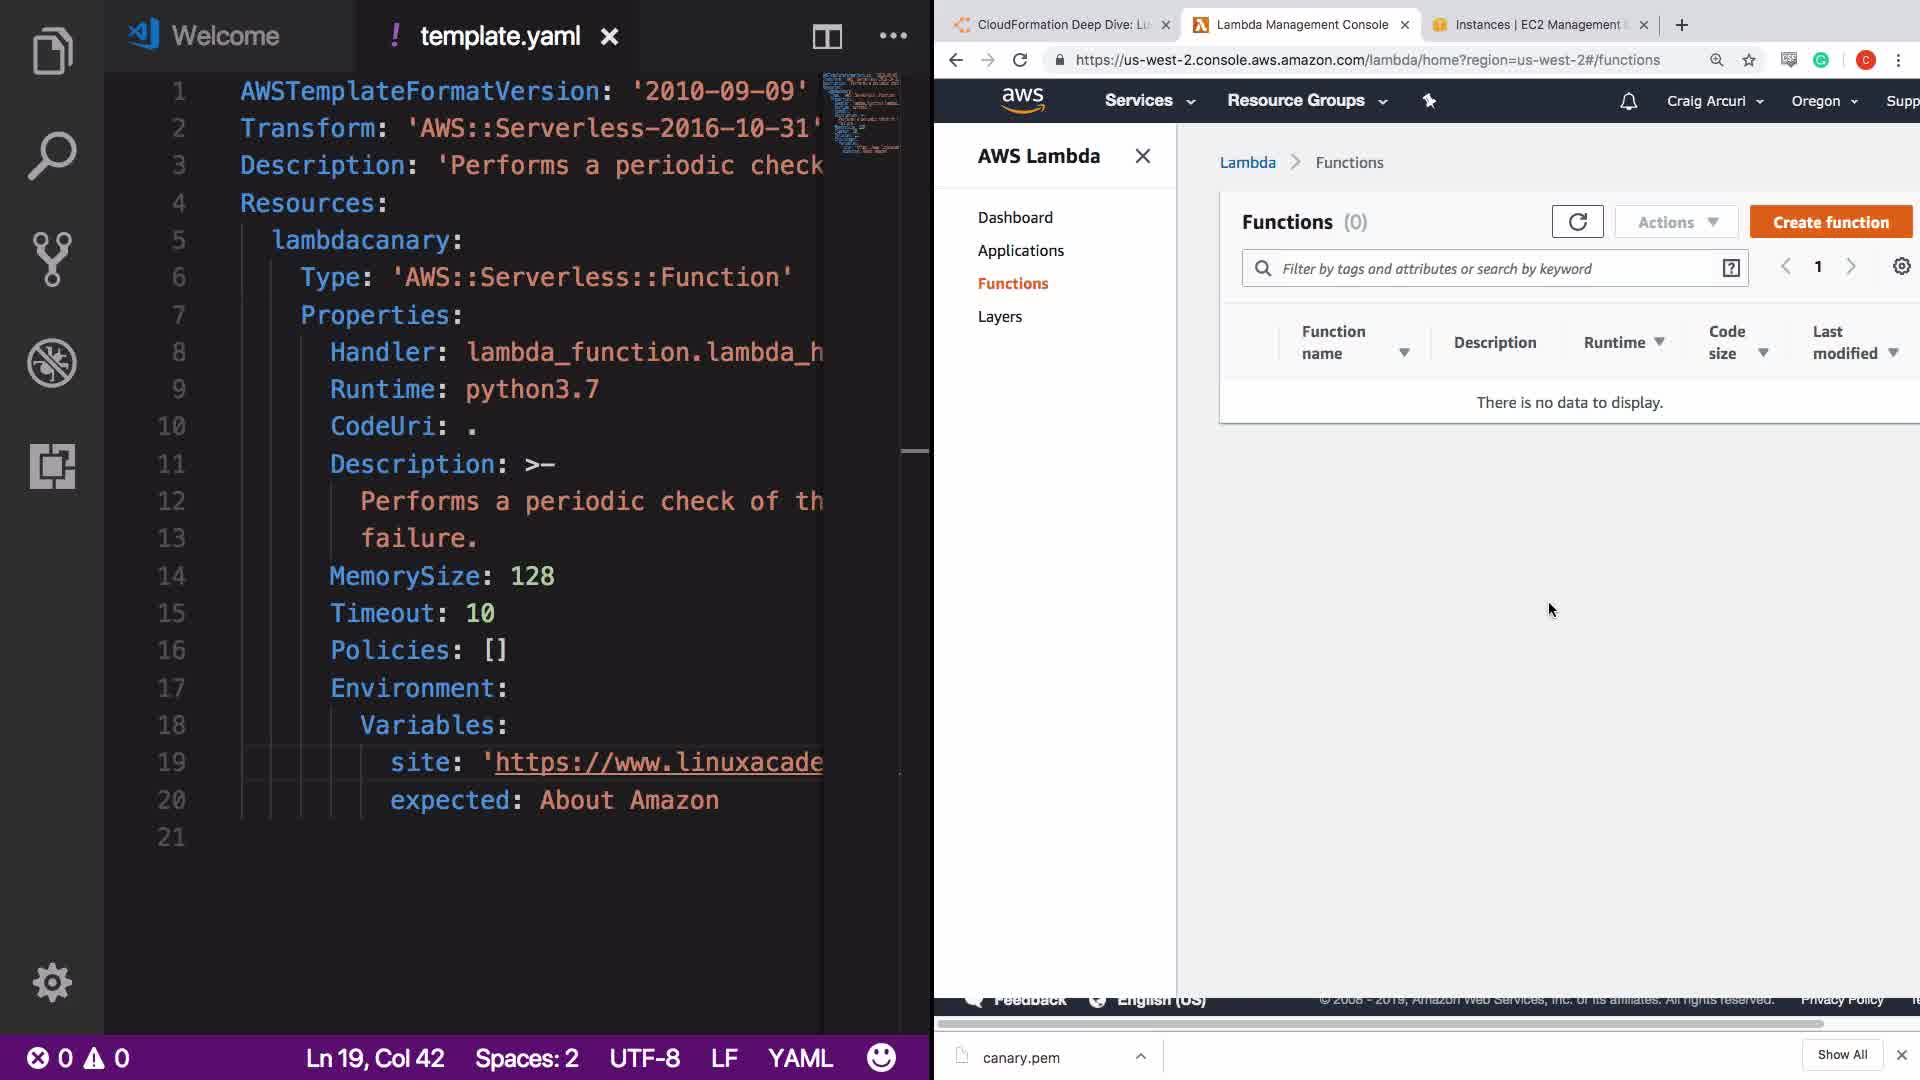 Welcome
! template.yaml
1 AWSTemplateFormatVersion: '2010-09-09'
2 Transform: 'AWS::Serverless-2016-10-31'
3 Description: 'Performs a periodic check
4 Resources:
5 lambdacanary:
6 Type: 'AWS::Serverless::Function'
7 Properties:
8 Handler: lambda_function.lambda_h
9 Runtime: python3.7
10 CodeUri: .
11 Description: >-
12 Performs a periodic check of th
13 failure.
14 MemorySize: 128
15 Timeout: 10
16 Policies: []
17 Environment:
18 Variables:
19 site: 'https://www.linuxacade
20 expected: About Amazon
21
0 0 Ln 19, Col 42 Spaces: 2 UTF-8 LF YAML
CloudFormation Deep Dive: Lu
Lambda Management Console
Instances | EC2 Management
https://us-west-2.console.aws.amazon.com/lambda/home?region=us-west-2#/functions
C
aws Services Resource Groups Craig Arcuri Oregon Supp
AWS Lambda
Dashboard
Applications
Functions
Layers
Lambda > Functions
Functions (0) Actions Create function
Filter by tags and attributes or search by keyword ? 1
Function name Description Runtime Code size Last modified
There is no data to display.
Feedback English (US) © 2008 - 2019, Amazon Web Services, Inc. or its affiliates. All rights reserved. Privacy Policy
canary.pem Show All